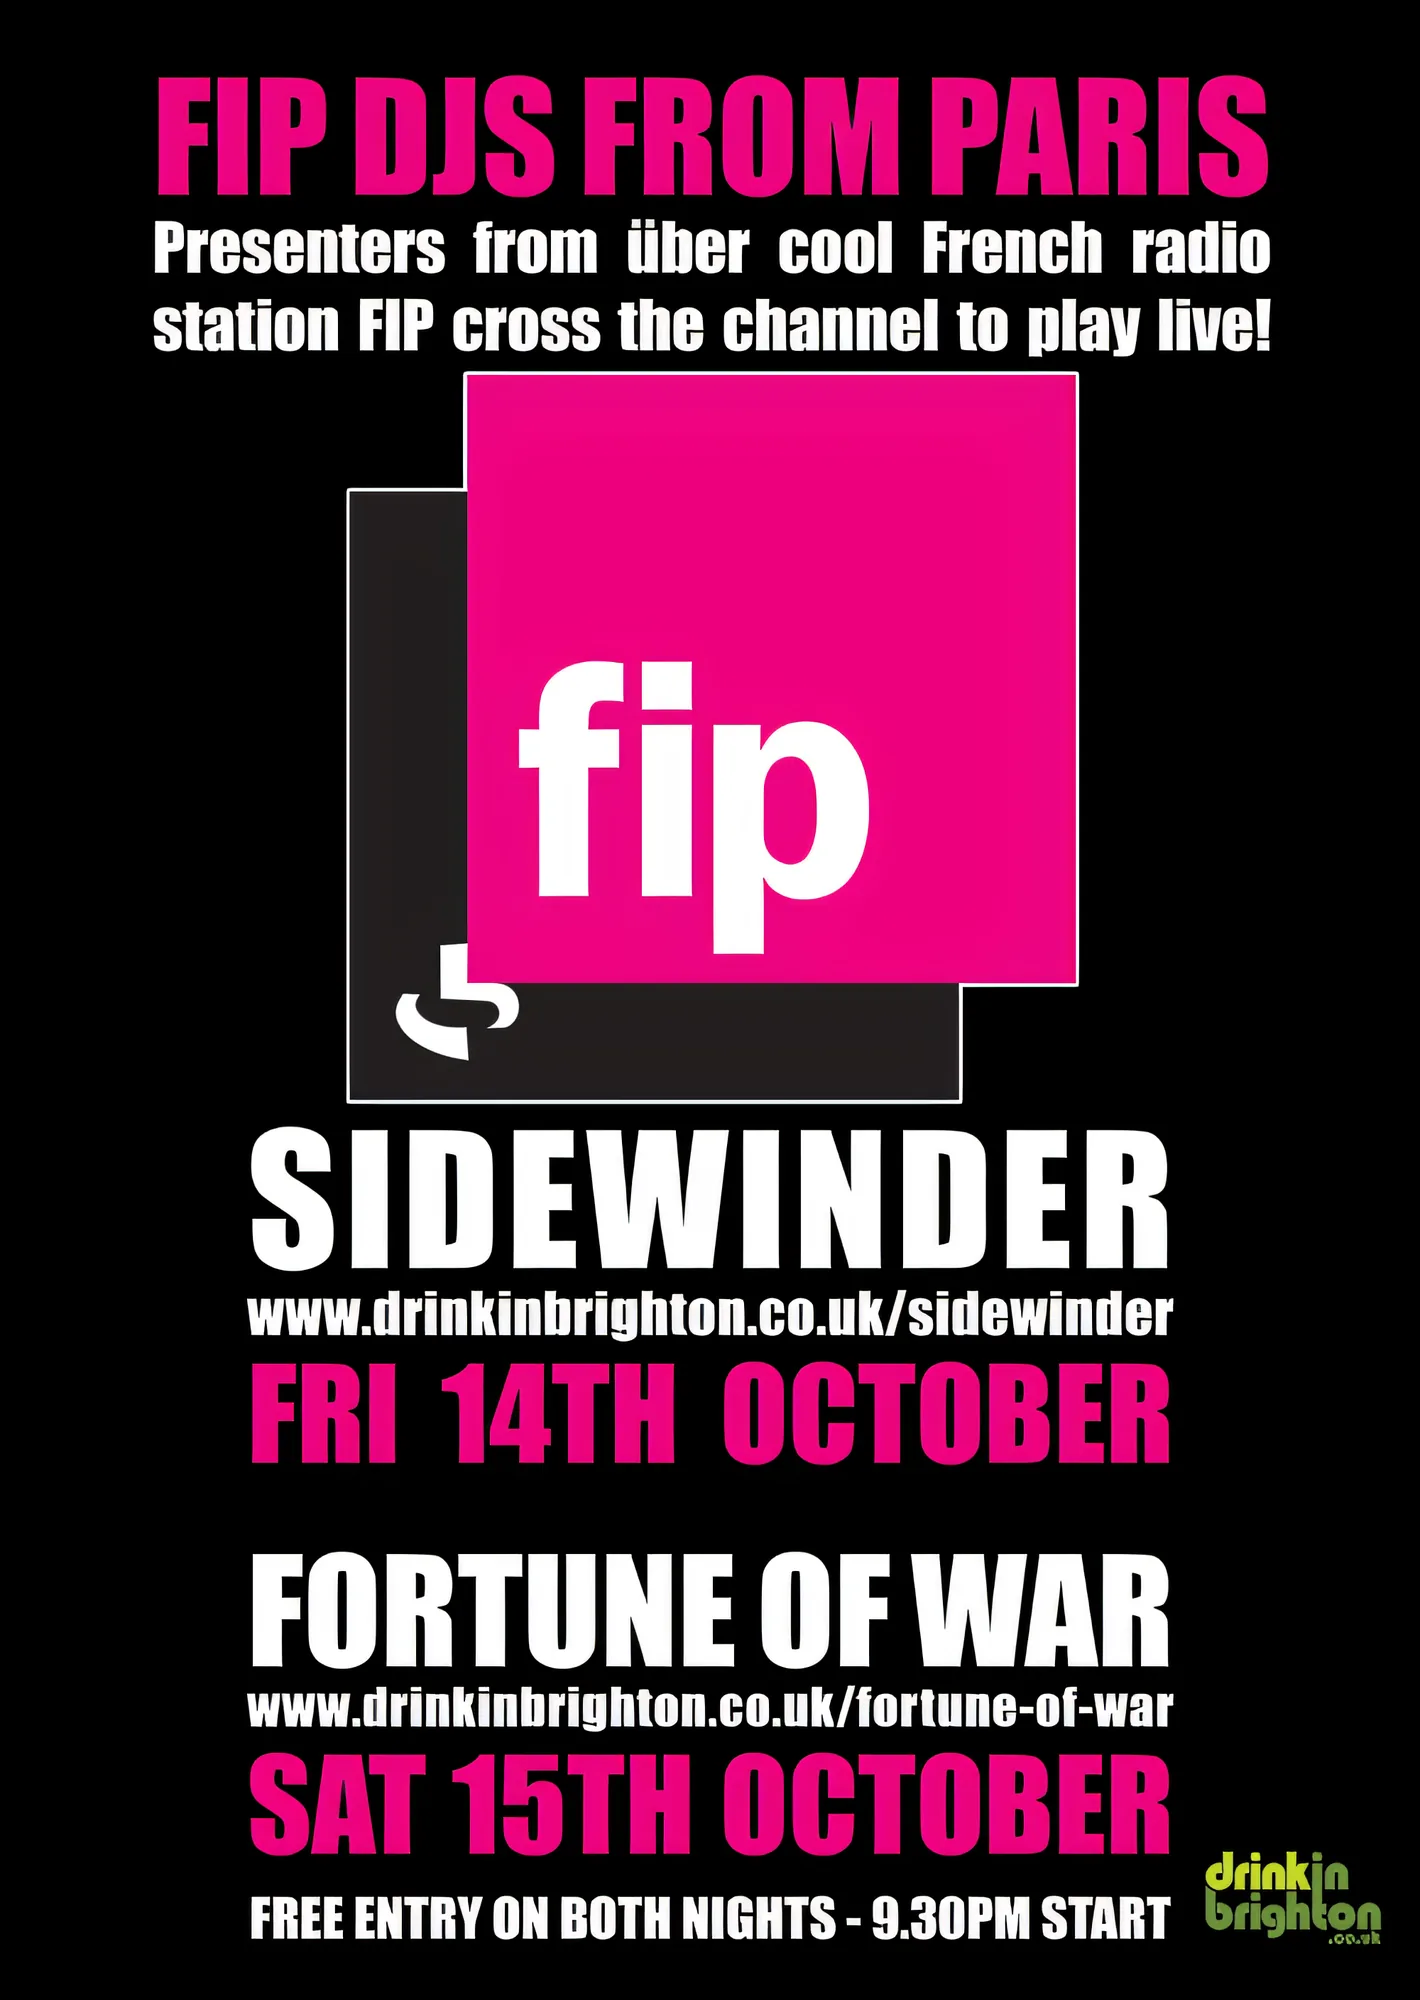 FIP DJS FROM PARIS
Presenters from über cool French radio
station FIP cross the channel to play live!
fip
SIDEWINDER
www.drinkinbrighton.co.uk/sidewinder
FRI 14TH OCTOBER
FORTUNE OF WAR
www.drinkinbrighton.co.uk/fortune-of-war
SAT 15TH OCTOBER
FREE ENTRY ON BOTH NIGHTS - 9.30PM START
drinkin
brighton
.co.uk